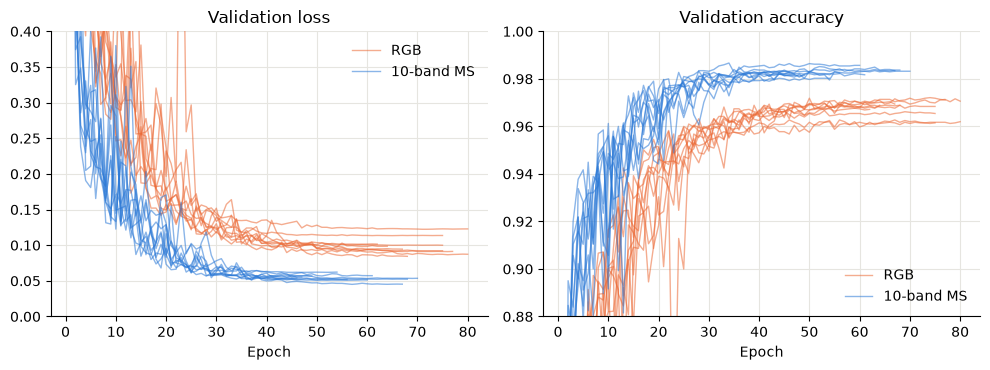 Validation loss
0.40
0.35
0.30
0.25
0.20
0.15
0.10
0.05
0.00
0 10 20 30 40 50 60 70 80
Epoch
RGB
10-band MS
Validation accuracy
1.00
0.98
0.96
0.94
0.92
0.90
0.88
0 10 20 30 40 50 60 70 80
Epoch
RGB
10-band MS